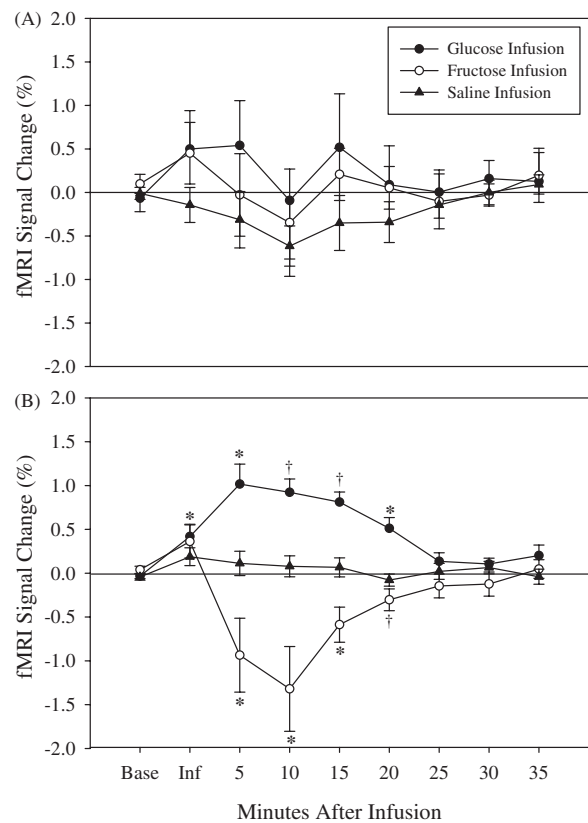 (A)
2.0
1.5
1.0
0.5
0.0
-0.5
-1.0
-1.5
-2.0
fMRI Signal Change (%)
Glucose Infusion
Fructose Infusion
Saline Infusion
(B)
2.0
1.5
1.0
0.5
0.0
-0.5
-1.0
-1.5
-2.0
fMRI Signal Change (%)
* * † † *
* * * †
Base Inf 5 10 15 20 25 30 35
Minutes After Infusion